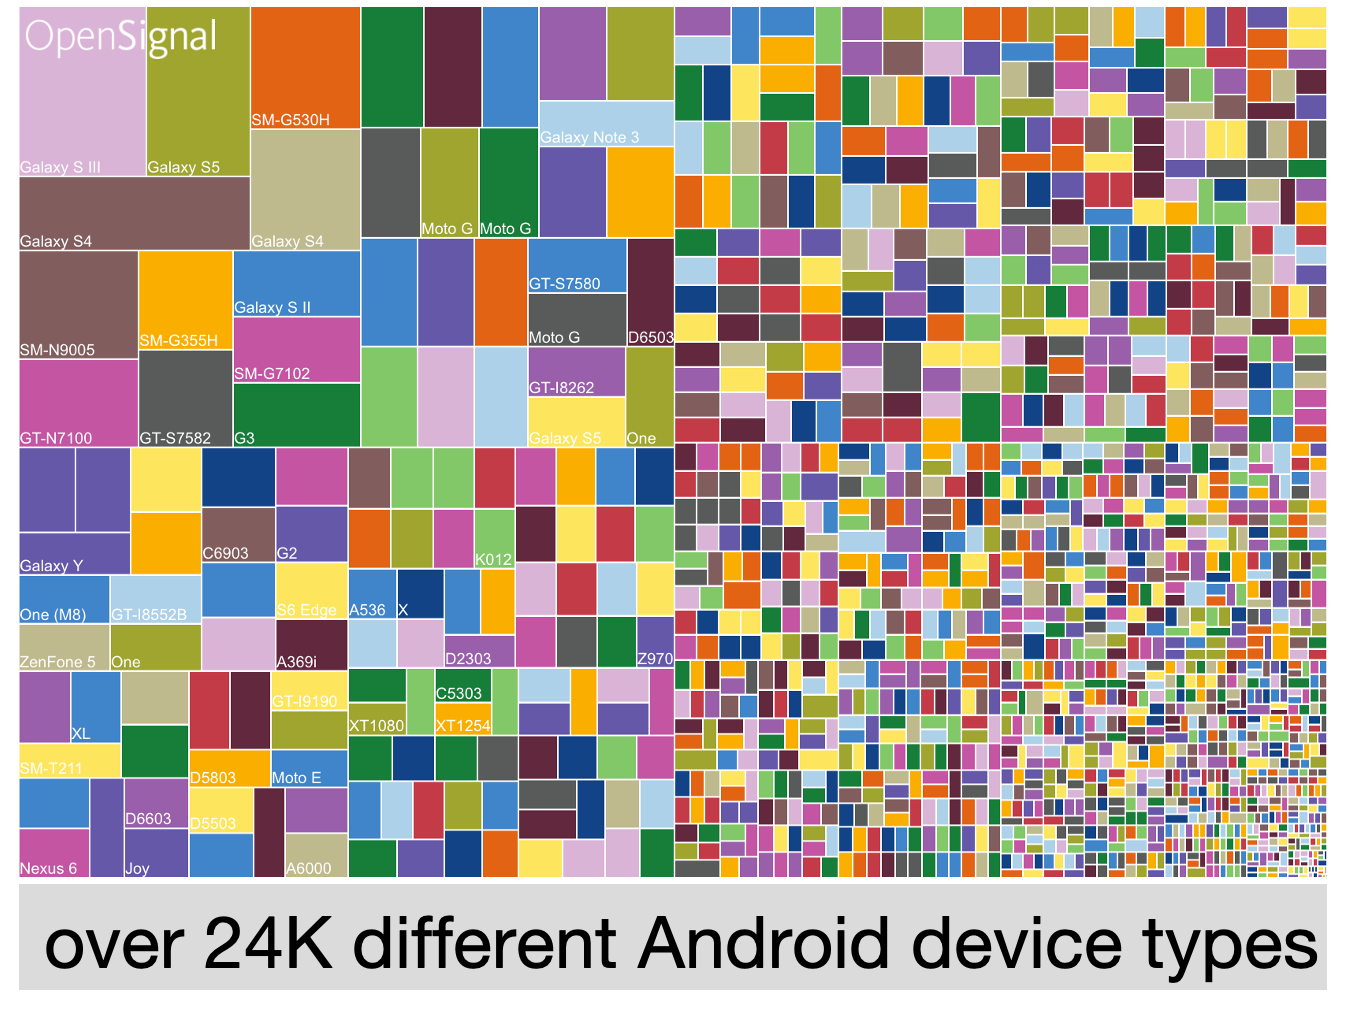 OpenSignal
Galaxy S III
Galaxy S5
SM-G530H
Galaxy Note 3
Galaxy S4
Galaxy S4
Moto G
Moto G
SM-N9005
SM-G355H
Galaxy S II
GT-S7580
Moto G
D6503
SM-G7102
GT-I8262
GT-N7100
GT-S7582
G3
Galaxy S5
One
Galaxy Y
C6903
G2
K012
One (M8)
GT-I8552B
S6 Edge
A536
X
ZenFone 5
One
A369i
D2303
Z970
XL
GT-I9190
C5303
XT1080
XT1254
SM-T211
D5803
Moto E
D6603
D5503
Nexus 6
Joy
A6000
over 24K different Android device types